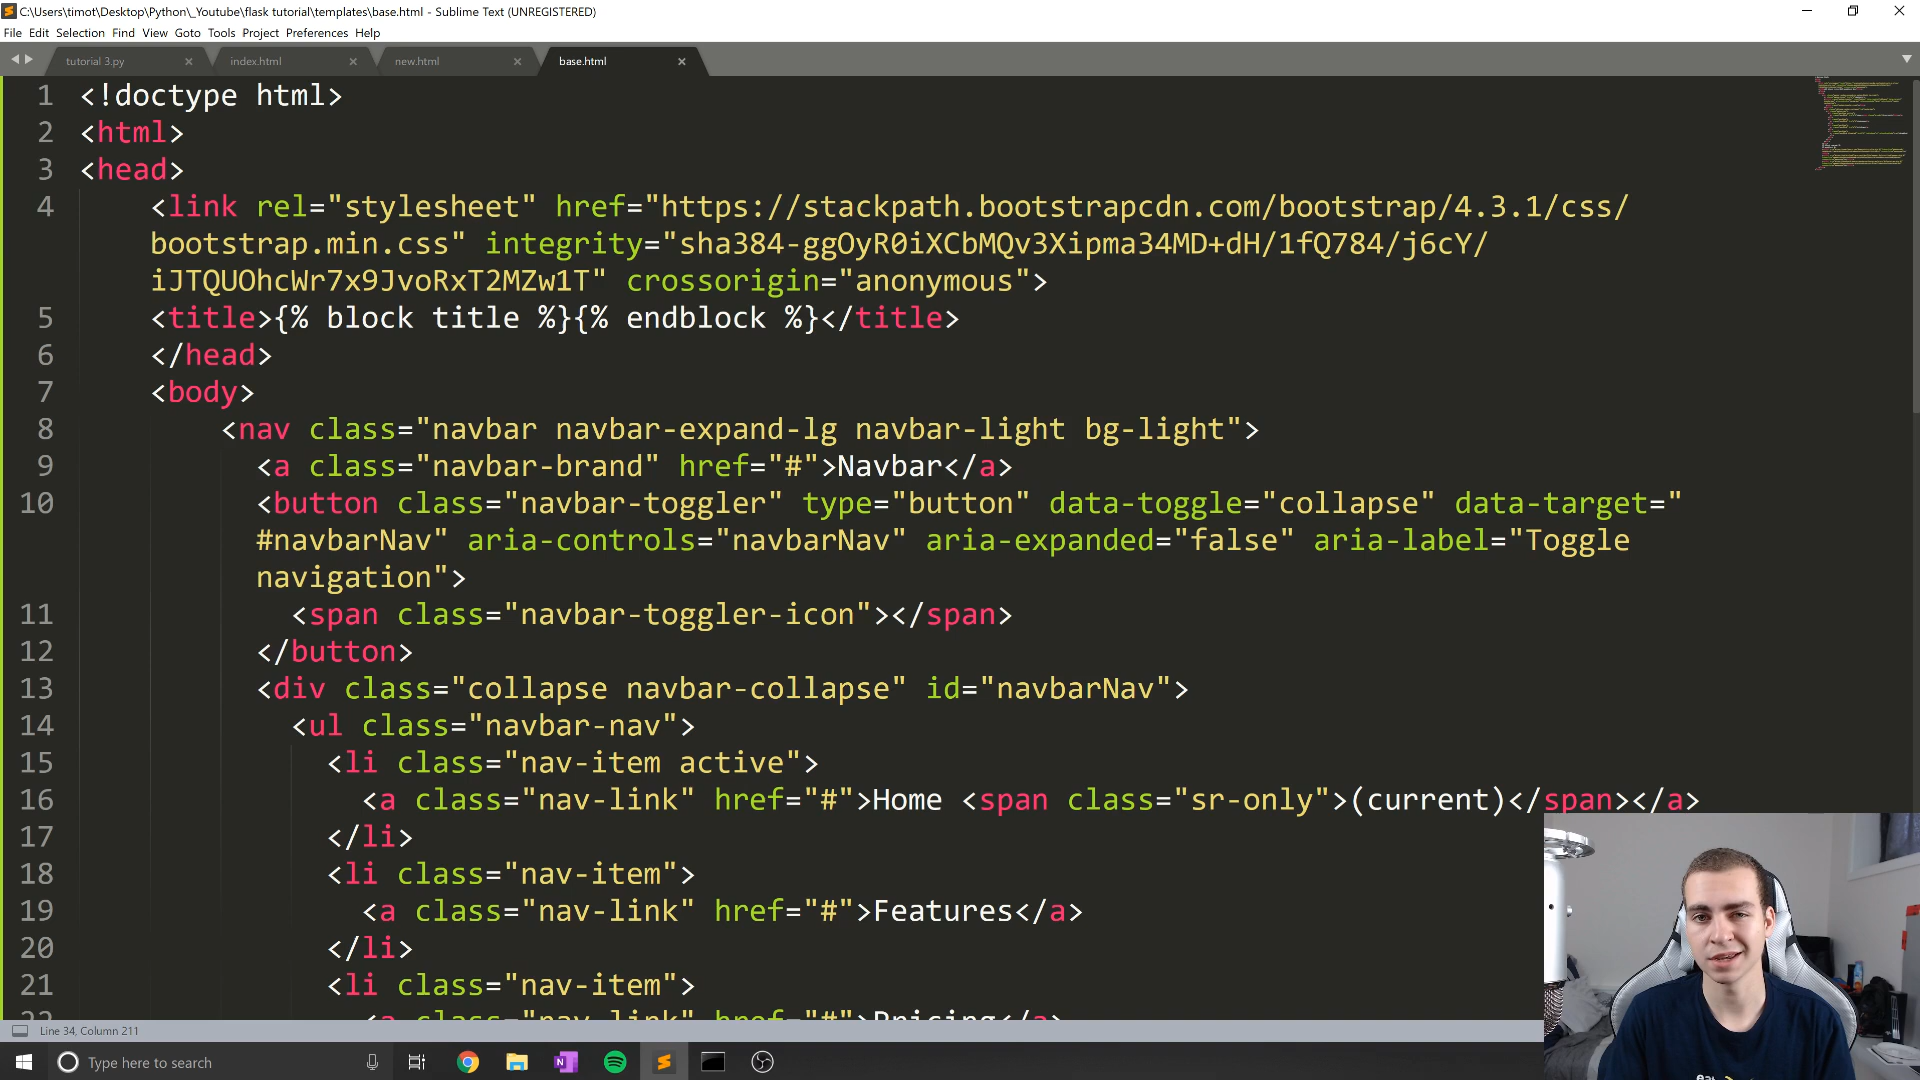 C:\Users\timot\Desktop\Python\_Youtube\flask tutorial\templates\base.html - Sublime Text (UNREGISTERED)
File Edit Selection Find View Goto Tools Project Preferences Help
tutorial 3.py
index.html
new.html
base.html
1 <!doctype html>
2 <html>
3 <head>
4 <link rel="stylesheet" href="https://stackpath.bootstrapcdn.com/bootstrap/4.3.1/css/
bootstrap.min.css" integrity="sha384-ggOyR0iXCbMQv3Xipma34MD+dH/1fQ784/j6cY/
iJTQUOhcWr7x9JvoRxT2MZw1T" crossorigin="anonymous">
5 <title>{% block title %}{% endblock %}</title>
6 </head>
7 <body>
8 <nav class="navbar navbar-expand-lg navbar-light bg-light">
9 <a class="navbar-brand" href="#">Navbar</a>
10 <button class="navbar-toggler" type="button" data-toggle="collapse" data-target="
#navbarNav" aria-controls="navbarNav" aria-expanded="false" aria-label="Toggle
navigation">
11 <span class="navbar-toggler-icon"></span>
12 </button>
13 <div class="collapse navbar-collapse" id="navbarNav">
14 <ul class="navbar-nav">
15 <li class="nav-item active">
16 <a class="nav-link" href="#">Home <span class="sr-only">(current)</span></a>
17 </li>
18 <li class="nav-item">
19 <a class="nav-link" href="#">Features</a>
20 </li>
21 <li class="nav-item">
22 <a class="nav-link" href="#">Pricing</a>
Line 34, Column 211
Type here to search